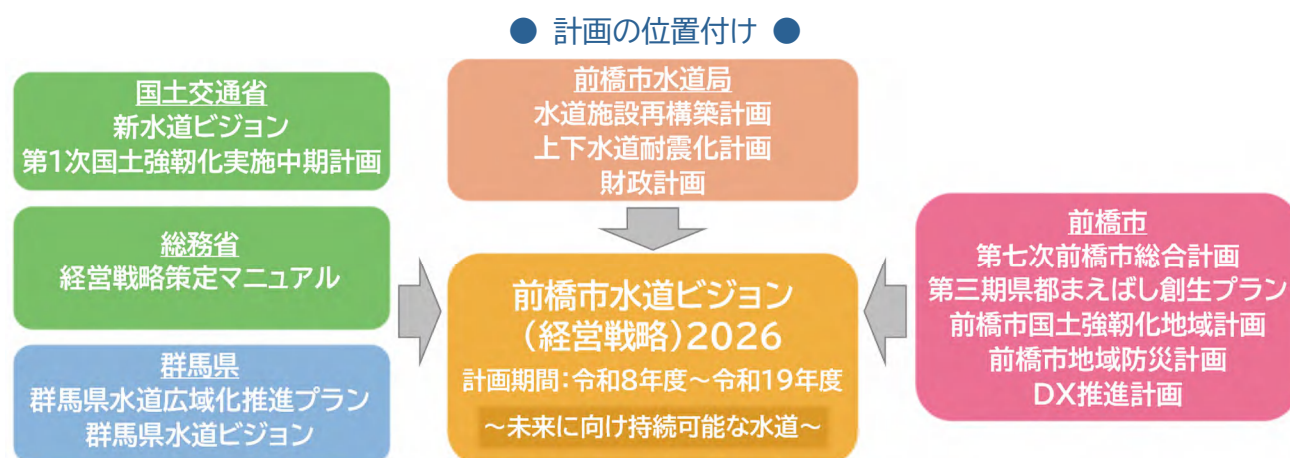 ● 計画の位置付け ●
国土交通省
新水道ビジョン
第1次国土強靭化実施中期計画
総務省
経営戦略策定マニュアル
群馬県
群馬県水道広域化推進プラン
群馬県水道ビジョン
前橋市水道局
水道施設再構築計画
上下水道耐震化計画
財政計画
前橋市水道ビジョン
(経営戦略)2026
計画期間:令和8年度~令和19年度
~未来に向け持続可能な水道~
前橋市
第七次前橋市総合計画
第三期県都まえばし創生プラン
前橋市国土強靭化地域計画
前橋市地域防災計画
DX推進計画